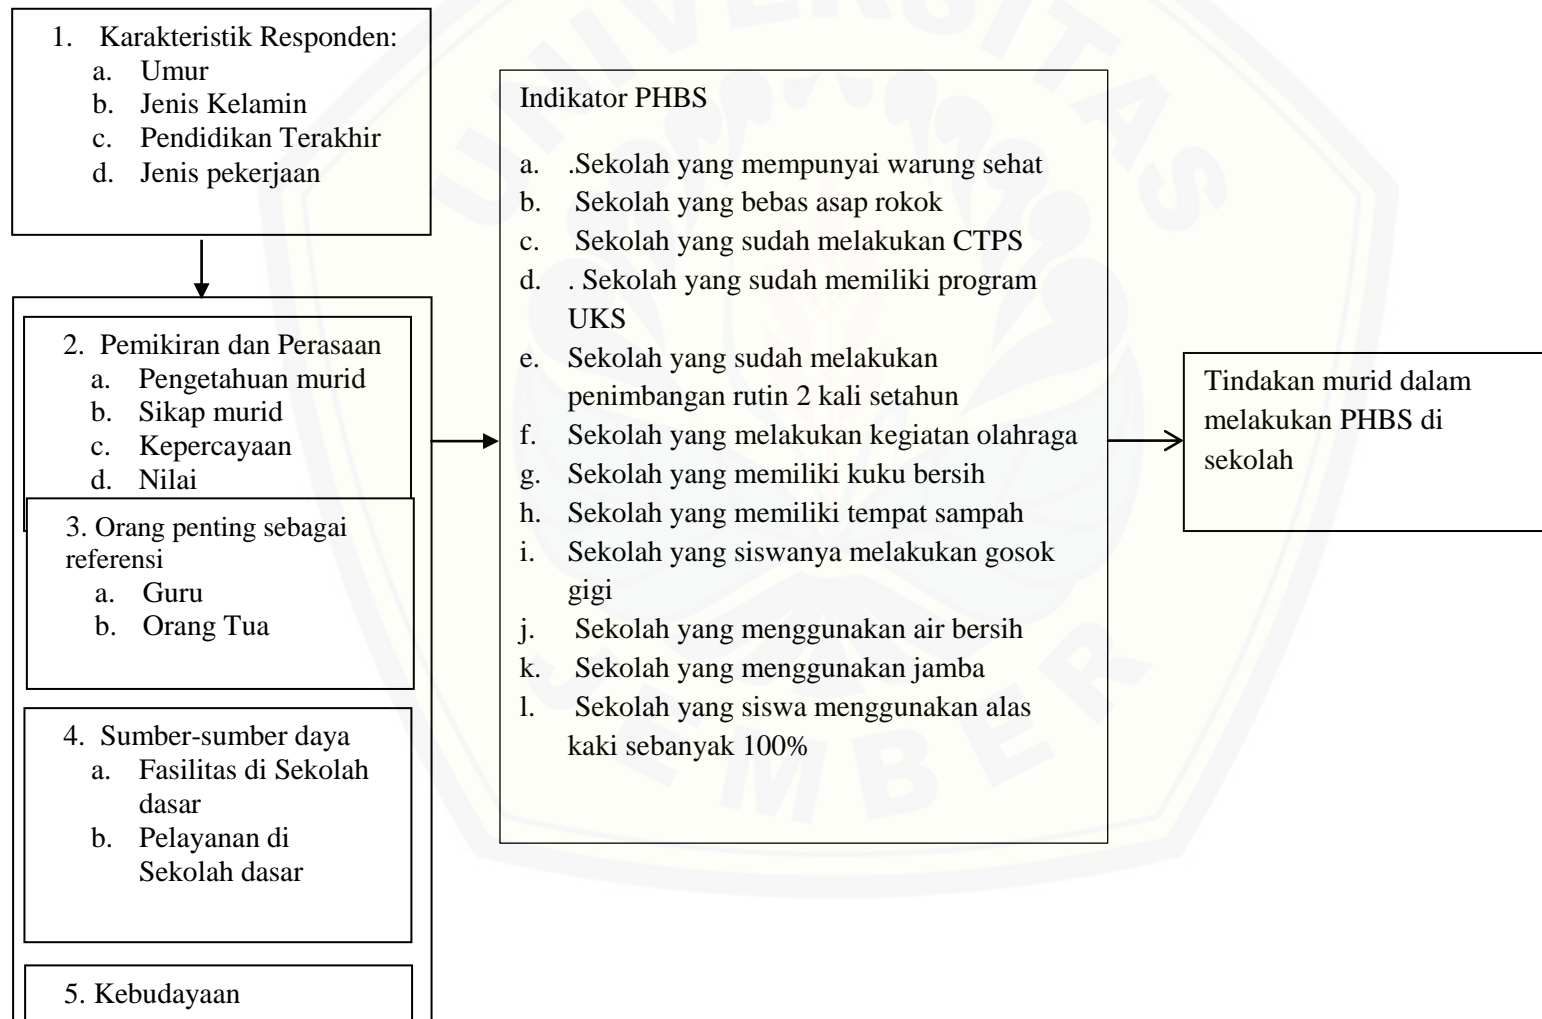 1. Karakteristik Responden:
a. Umur
b. Jenis Kelamin
c. Pendidikan Terakhir
d. Jenis pekerjaan
2. Pemikiran dan Perasaan
a. Pengetahuan murid
b. Sikap murid
c. Kepercayaan
d. Nilai
3. Orang penting sebagai
referensi
a. Guru
b. Orang Tua
4. Sumber-sumber daya
a. Fasilitas di Sekolah
dasar
b. Pelayanan di
Sekolah dasar
5. Kebudayaan
Indikator PHBS
a. .Sekolah yang mempunyai warung sehat
b. Sekolah yang bebas asap rokok
c. Sekolah yang sudah melakukan CTPS
d. . Sekolah yang sudah memiliki program
UKS
e. Sekolah yang sudah melakukan
penimbangan rutin 2 kali setahun
f. Sekolah yang melakukan kegiatan olahraga
g. Sekolah yang memiliki kuku bersih
h. Sekolah yang memiliki tempat sampah
i. Sekolah yang siswanya melakukan gosok
gigi
j. Sekolah yang menggunakan air bersih
k. Sekolah yang menggunakan jamba
l. Sekolah yang siswa menggunakan alas
kaki sebanyak 100%
Tindakan murid dalam
melakukan PHBS di
sekolah
UNIVERSITAS
JEMBER